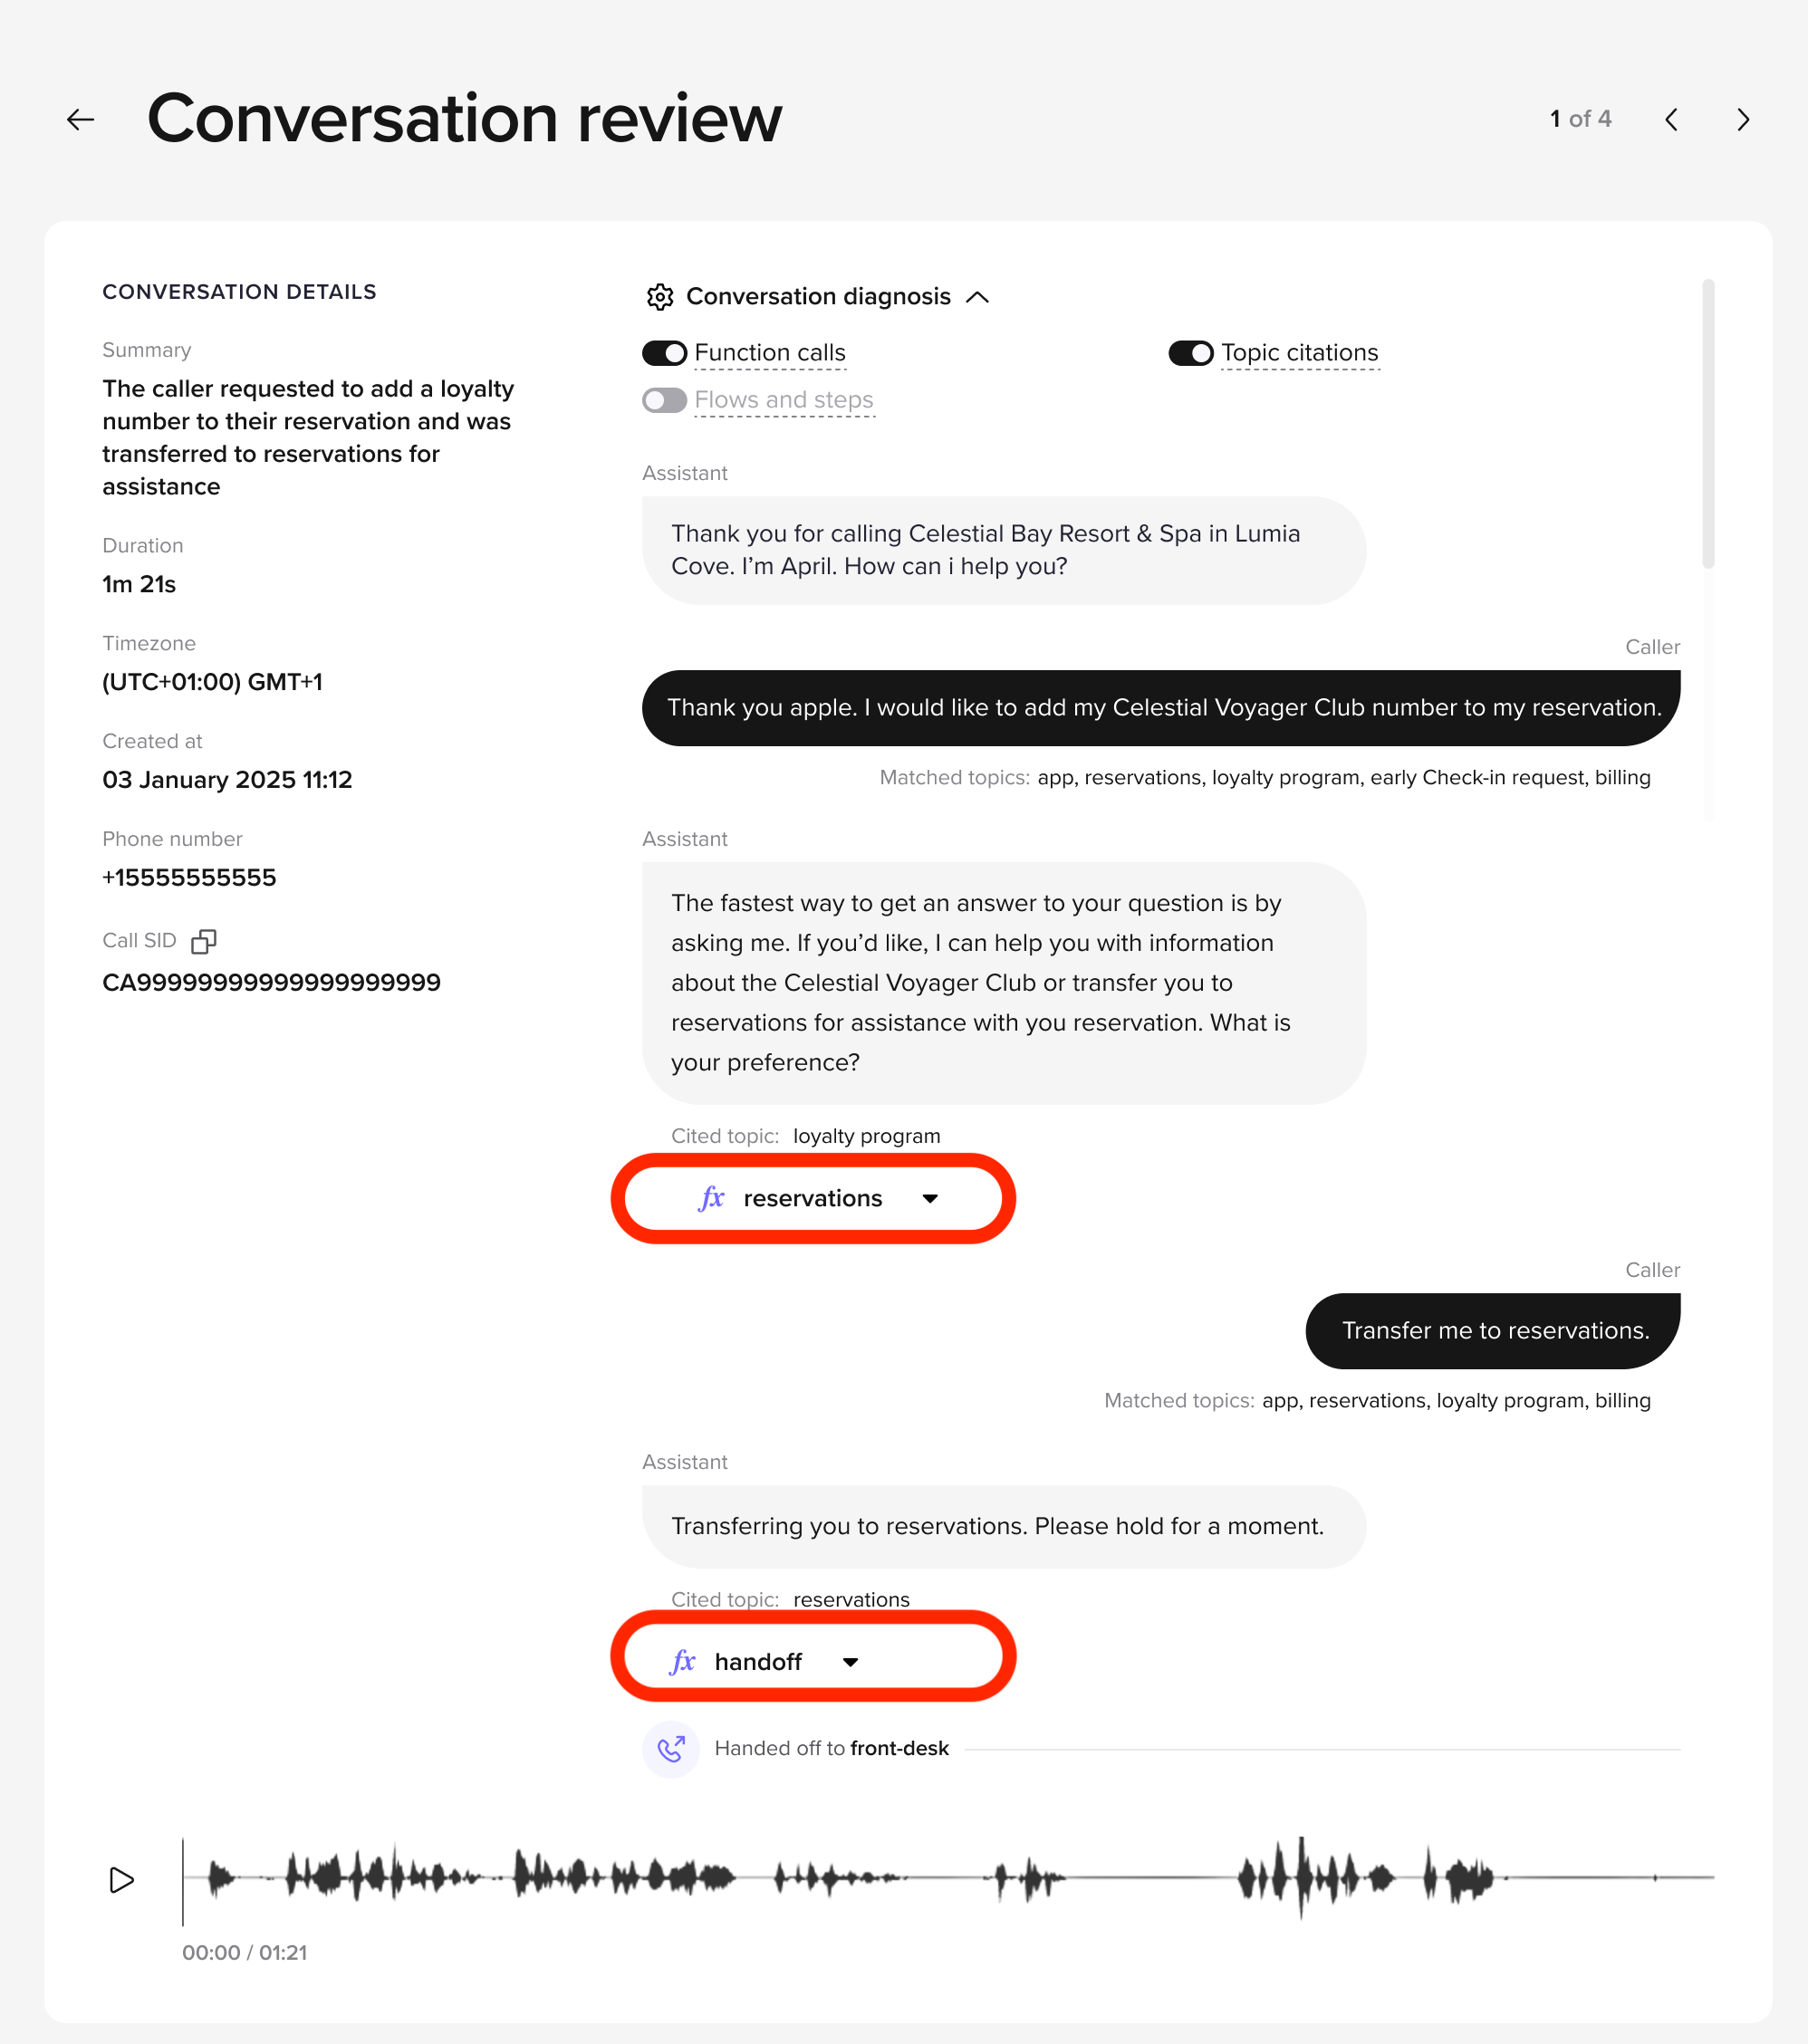 Conversation review
1 of 4
CONVERSATION DETAILS
Summary
The caller requested to add a loyalty
number to their reservation and was
transferred to reservations for
assistance
Duration
1m 21s
Timezone
(UTC+01:00) GMT+1
Created at
03 January 2025 11:12
Phone number
+15555555555
Call SID
CA99999999999999999999
Conversation diagnosis
Function calls
Topic citations
Flows and steps
Assistant
Thank you for calling Celestial Bay Resort & Spa in Lumia
Cove. I’m April. How can i help you?
Caller
Thank you apple. I would like to add my Celestial Voyager Club number to my reservation.
Matched topics: app, reservations, loyalty program, early Check-in request, billing
Assistant
The fastest way to get an answer to your question is by
asking me. If you’d like, I can help you with information
about the Celestial Voyager Club or transfer you to
reservations for assistance with you reservation. What is
your preference?
Cited topic: loyalty program
fx reservations
Caller
Transfer me to reservations.
Matched topics: app, reservations, loyalty program, billing
Assistant
Transferring you to reservations. Please hold for a moment.
Cited topic: reservations
fx handoff
Handed off to front-desk
00:00 / 01:21